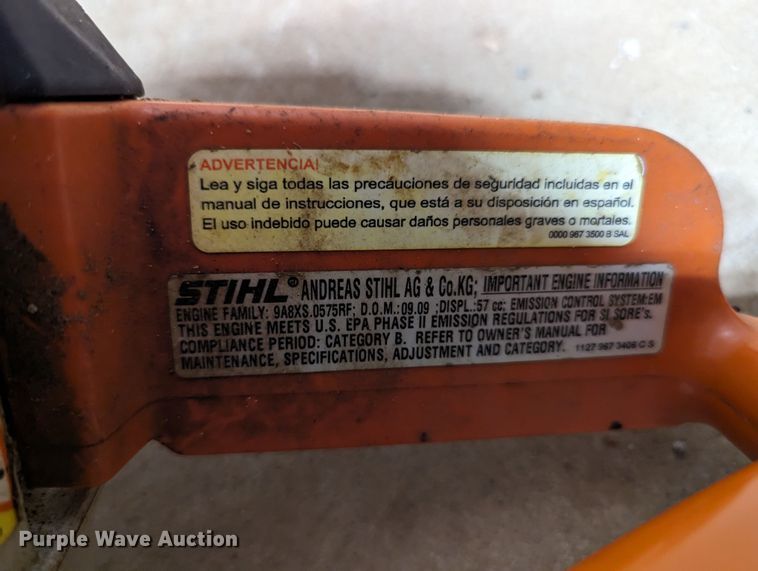 ADVERTENCIA!
Lea y siga todas las precáuciones de seguridad incluidas en el
manual de instrucciones, que está a su disposición en español.
El uso indebido puede causar daños personales graves o mortales.
0000 967 3500 B SAL
STIHL® ANDREAS STIHL AG & Co.KG; IMPORTANT ENGINE INFORMATION
ENGINE FAMILY: 9A8XS.0575RF; D.O.M.:09.09 ;DISPL.:57 cc; EMISSION CONTROL SYSTEM:EM
THIS ENGINE MEETS U.S. EPA PHASE II EMISSION REGULATIONS FOR SI SORE's.
COMPLIANCE PERIOD: CATEGORY B. REFER TO OWNER'S MANUAL FOR
MAINTENANCE, SPECIFICATIONS, ADJUSTMENT AND CATEGORY. 1127 967 3406 C S
Purple Wave Auction